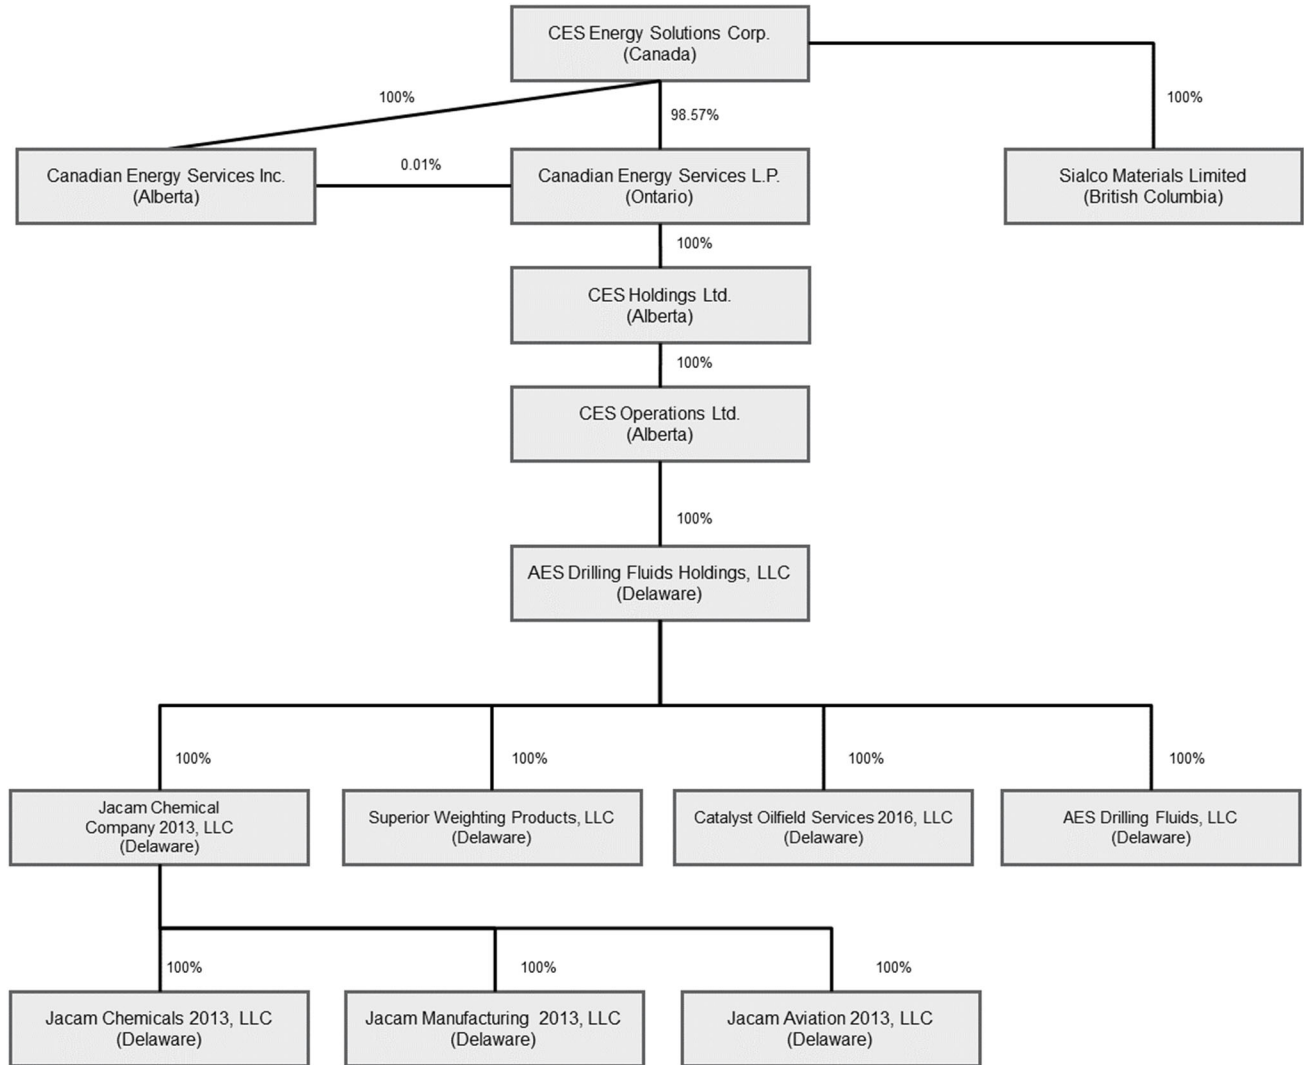 CES Energy Solutions Corp.
(Canada)
100%
98.57%
100%
Canadian Energy Services Inc.
(Alberta)
0.01%
Canadian Energy Services L.P.
(Ontario)
Sialco Materials Limited
(British Columbia)
100%
CES Holdings Ltd.
(Alberta)
100%
CES Operations Ltd.
(Alberta)
100%
AES Drilling Fluids Holdings, LLC
(Delaware)
100%
100%
100%
100%
Jacam Chemical
Company 2013, LLC
(Delaware)
Superior Weighting Products, LLC
(Delaware)
Catalyst Oilfield Services 2016, LLC
(Delaware)
AES Drilling Fluids, LLC
(Delaware)
100%
100%
100%
Jacam Chemicals 2013, LLC
(Delaware)
Jacam Manufacturing 2013, LLC
(Delaware)
Jacam Aviation 2013, LLC
(Delaware)